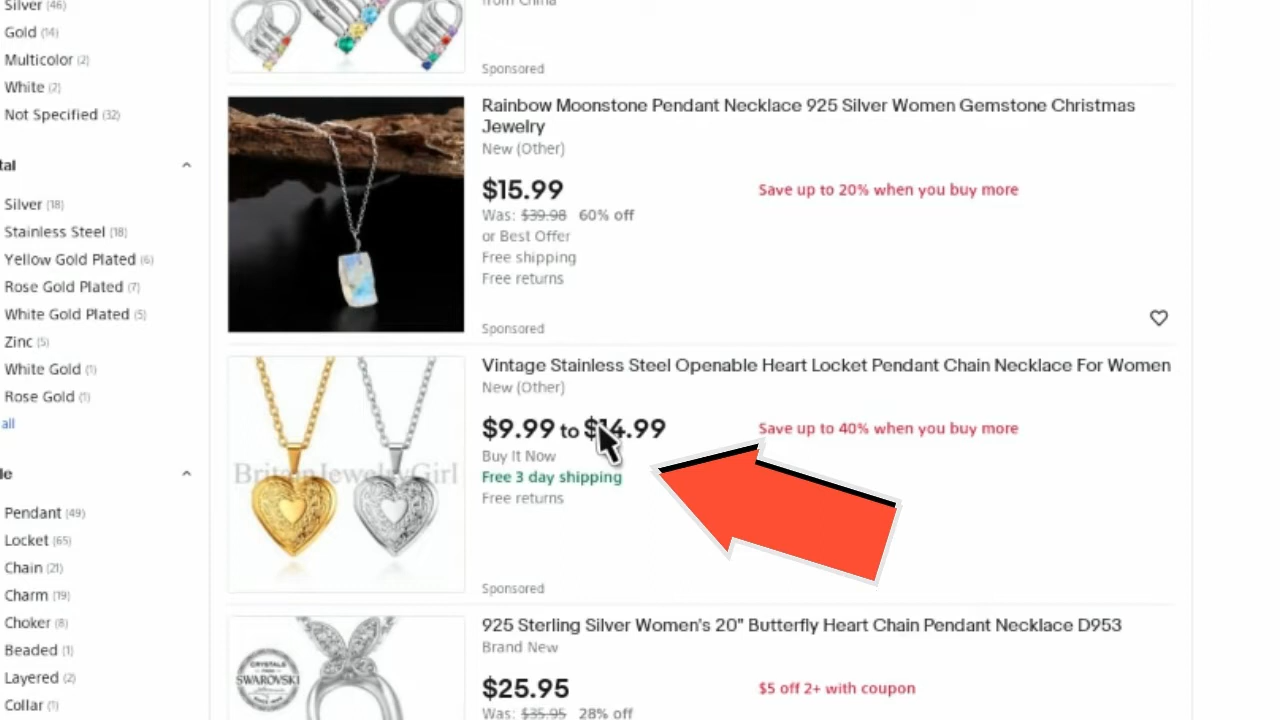 Silver (46)
Gold (14)
Multicolor (2)
White (2)
Not Specified (32)
tal
Silver (18)
Stainless Steel (18)
Yellow Gold Plated (6)
Rose Gold Plated (7)
White Gold Plated (5)
Zinc (5)
White Gold (1)
Rose Gold (1)
all
le
Pendant (49)
Locket (65)
Chain (21)
Charm (19)
Choker (8)
Beaded (1)
Layered (2)
Collar (1)
from China
Sponsored
Rainbow Moonstone Pendant Necklace 925 Silver Women Gemstone Christmas
Jewelry
New (Other)
$15.99
Save up to 20% when you buy more
Was: $39.98 60% off
or Best Offer
Free shipping
Free returns
Sponsored
Vintage Stainless Steel Openable Heart Locket Pendant Chain Necklace For Women
New (Other)
$9.99 to $14.99
Save up to 40% when you buy more
Buy It Now
Free 3 day shipping
Free returns
BritainJewelryGirl
Sponsored
925 Sterling Silver Women's 20" Butterfly Heart Chain Pendant Necklace D953
Brand New
$25.95
$5 off 2+ with coupon
Was: $35.95 28% off
CRYSTALS
SWAROVSKI